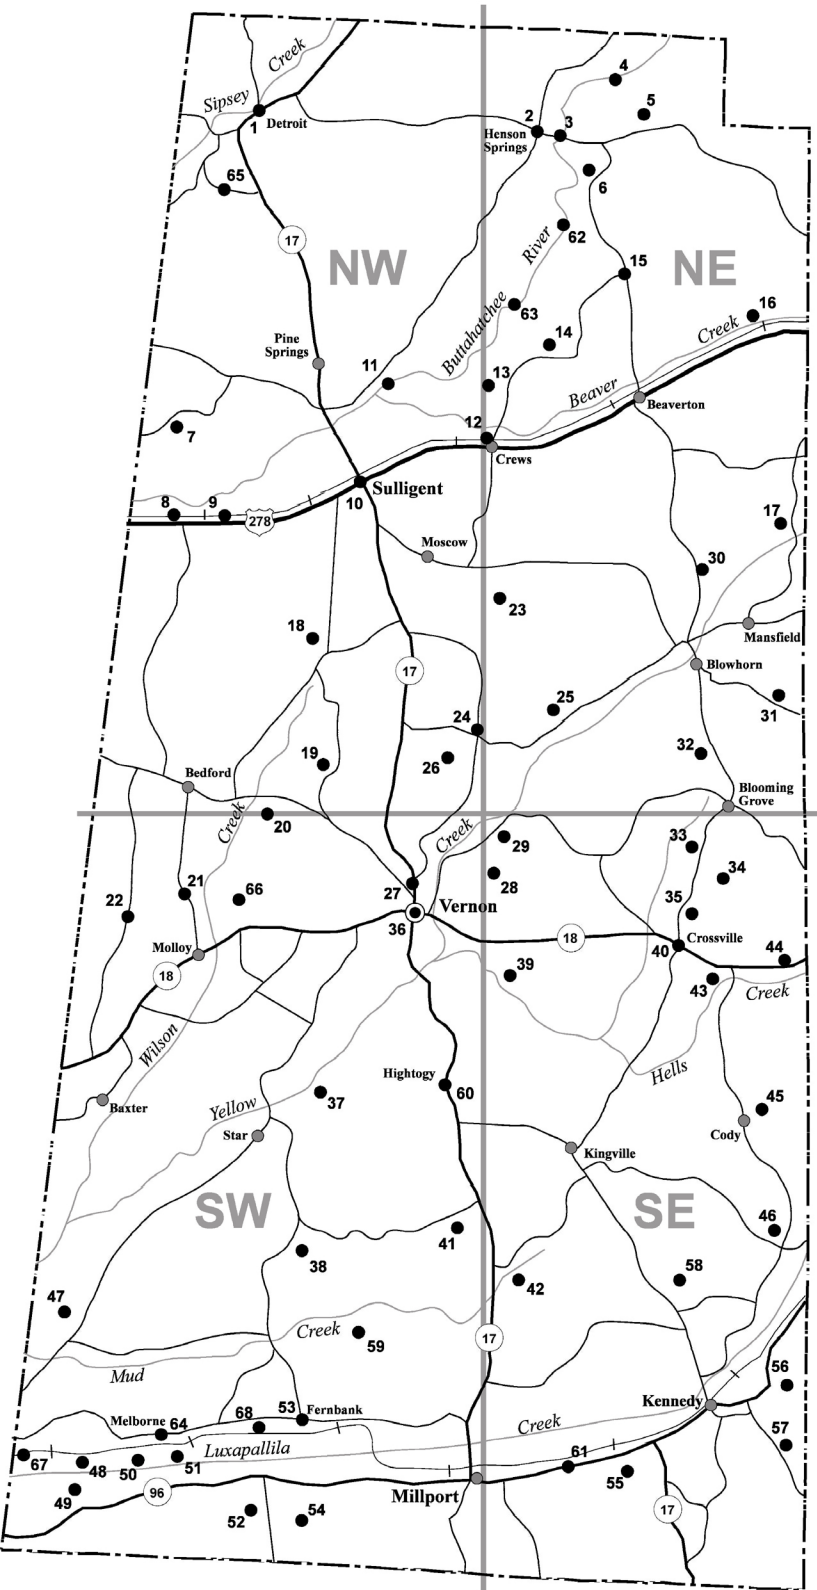 Creek
Sipsey
1
Detroit
4
5
2
3
Henson
Springs
6
65
17
NW
River
62
NE
15
63
Buttahatchee
14
16
Creek
Pine
Springs
11
13
Beaver
Beaverton
7
12
Crews
8
9
278
10
Sulligent
17
Moscow
30
23
18
Mansfield
17
Blowhorn
25
31
24
32
19
26
Bedford
Blooming
Grove
20
Creek
Creek
29
33
34
28
21
66
27
35
22
36
Vernon
Crossville
40
Molloy
18
18
39
44
43
Creek
Wilson
Hells
Hightogy
60
Baxter
37
45
Yellow
Star
Cody
Kingville
SW
SE
46
41
38
58
42
47
Creek
59
17
Mud
56
Kennedy
53
Fernbank
Melborne
64
68
Creek
57
Luxapallila
67
48
50
51
61
55
49
96
Millport
52
54
17